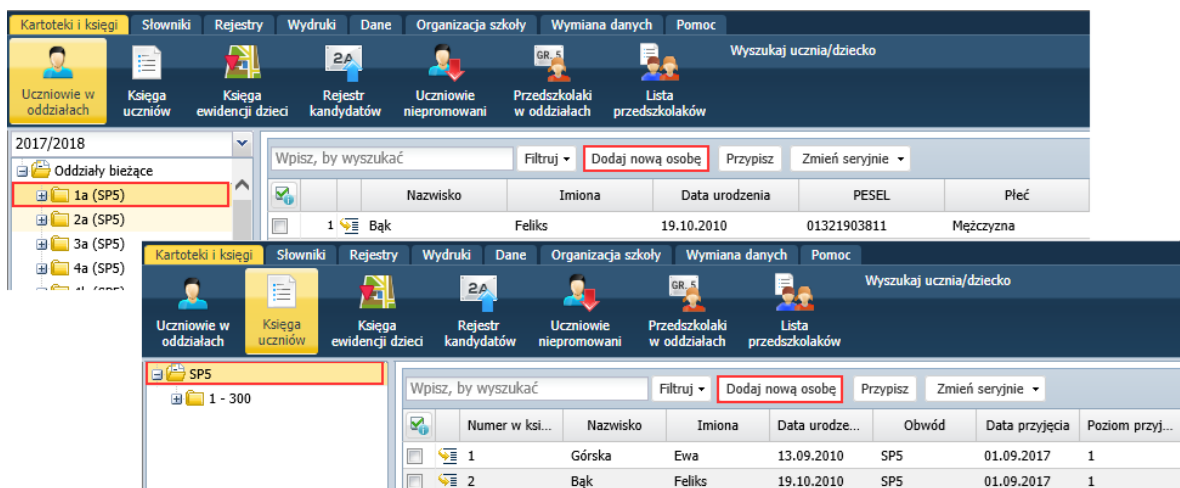 Kartoteki i księgi Słowniki Rejestry Wydruki Dane Organizacja szkoły Wymiana danych Pomoc
GR. 5
2A
Wyszukaj ucznia/dziecko
Uczniowie w oddziałach
Księga uczniów
Księga ewidencji dzieci
Rejestr kandydatów
Uczniowie niepromowani
Przedszkolaki w oddziałach
Lista przedszkolaków
2017/2018
Oddziały bieżące
1a (SP5)
2a (SP5)
3a (SP5)
4a (SP5)
Wpisz, by wyszukać Filtruj Dodaj nową osobę Przypisz Zmień seryjnie
Nazwisko Imiona Data urodzenia PESEL Płeć
1 Bąk Feliks 19.10.2010 01321903811 Mężczyzna
Kartoteki i księgi Słowniki Rejestry Wydruki Dane Organizacja szkoły Wymiana danych Pomoc
GR. 5
2A
Wyszukaj ucznia/dziecko
Uczniowie w oddziałach
Księga uczniów
Księga ewidencji dzieci
Rejestr kandydatów
Uczniowie niepromowani
Przedszkolaki w oddziałach
Lista przedszkolaków
SP5
1 - 300
Wpisz, by wyszukać Filtruj Dodaj nową osobę Przypisz Zmień seryjnie
Numer w ksi... Nazwisko Imiona Data urodze... Obwód Data przyjęcia Poziom przyj...
1 Górska Ewa 13.09.2010 SP5 01.09.2017 1
2 Bąk Feliks 19.10.2010 SP5 01.09.2017 1